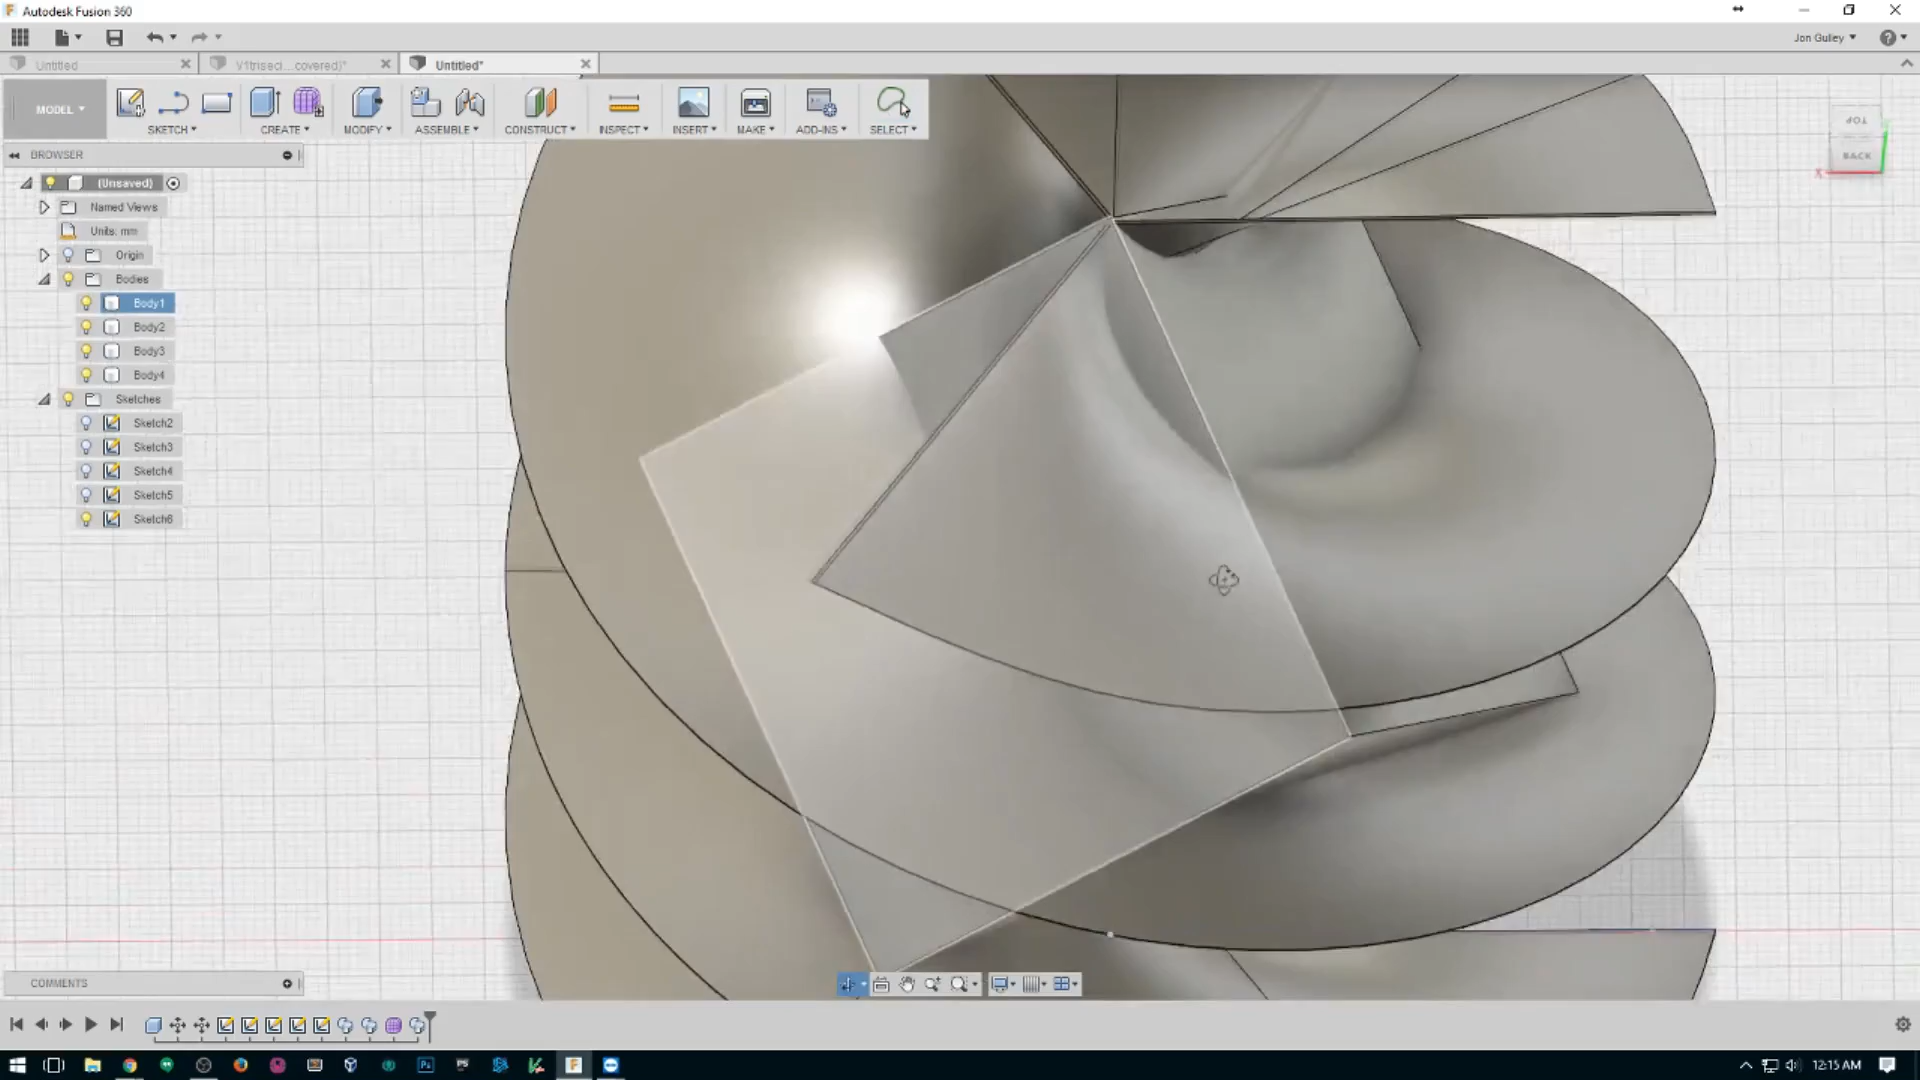 Autodesk Fusion 360
Jon Gulley
Untitled
V1triseci...covered)*
Untitled*
MODEL
SKETCH
CREATE
MODIFY
ASSEMBLE
CONSTRUCT
INSPECT
INSERT
MAKE
ADD-INS
SELECT
TOP
BACK
X
BROWSER
(Unsaved)
Named Views
Units: mm
Origin
Bodies
Body1
Body2
Body3
Body4
Sketches
Sketch2
Sketch3
Sketch4
Sketch5
Sketch6
COMMENTS
12:15 AM